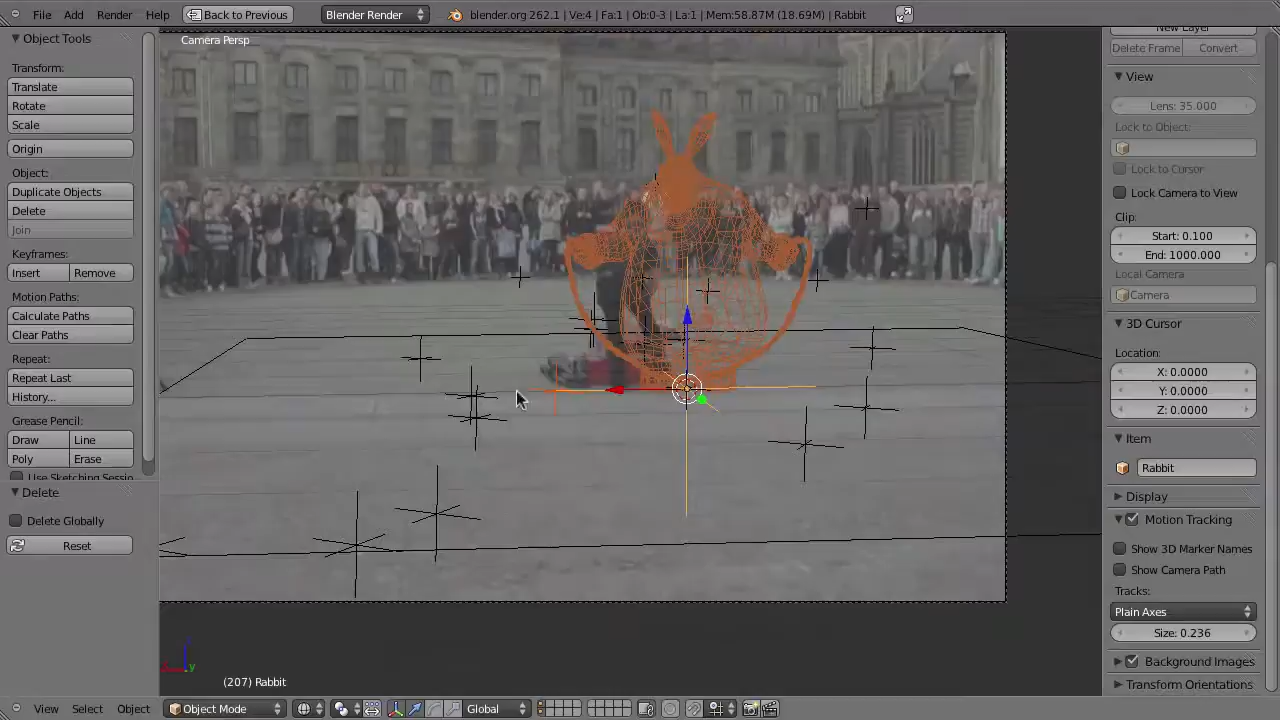 File Add Render Help Back to Previous Blender Render blender.org 262.1 | Ve:4 | Fa:1 | Ob:0-3 | La:1 | Mem:58.87M (18.69M) | Rabbit
Object Tools
Transform:
Translate
Rotate
Scale
Origin
Object:
Duplicate Objects
Delete
Join
Keyframes:
Insert Remove
Motion Paths:
Calculate Paths
Clear Paths
Repeat:
Repeat Last
History...
Grease Pencil:
Draw Line
Poly Erase
Use Sketching Sessio
Delete
Delete Globally
Reset
Camera Persp
z
y
(207) Rabbit
New Layer
Delete Frame Convert
View
Lens: 35.000
Lock to Object:
Lock to Cursor
Lock Camera to View
Clip:
Start: 0.100
End: 1000.000
Local Camera
Camera
3D Cursor
Location:
X: 0.0000
Y: 0.0000
Z: 0.0000
Item
Rabbit
Display
Motion Tracking
Show 3D Marker Names
Show Camera Path
Tracks:
Plain Axes
Size: 0.236
Background Images
Transform Orientations
View Select Object Object Mode Global